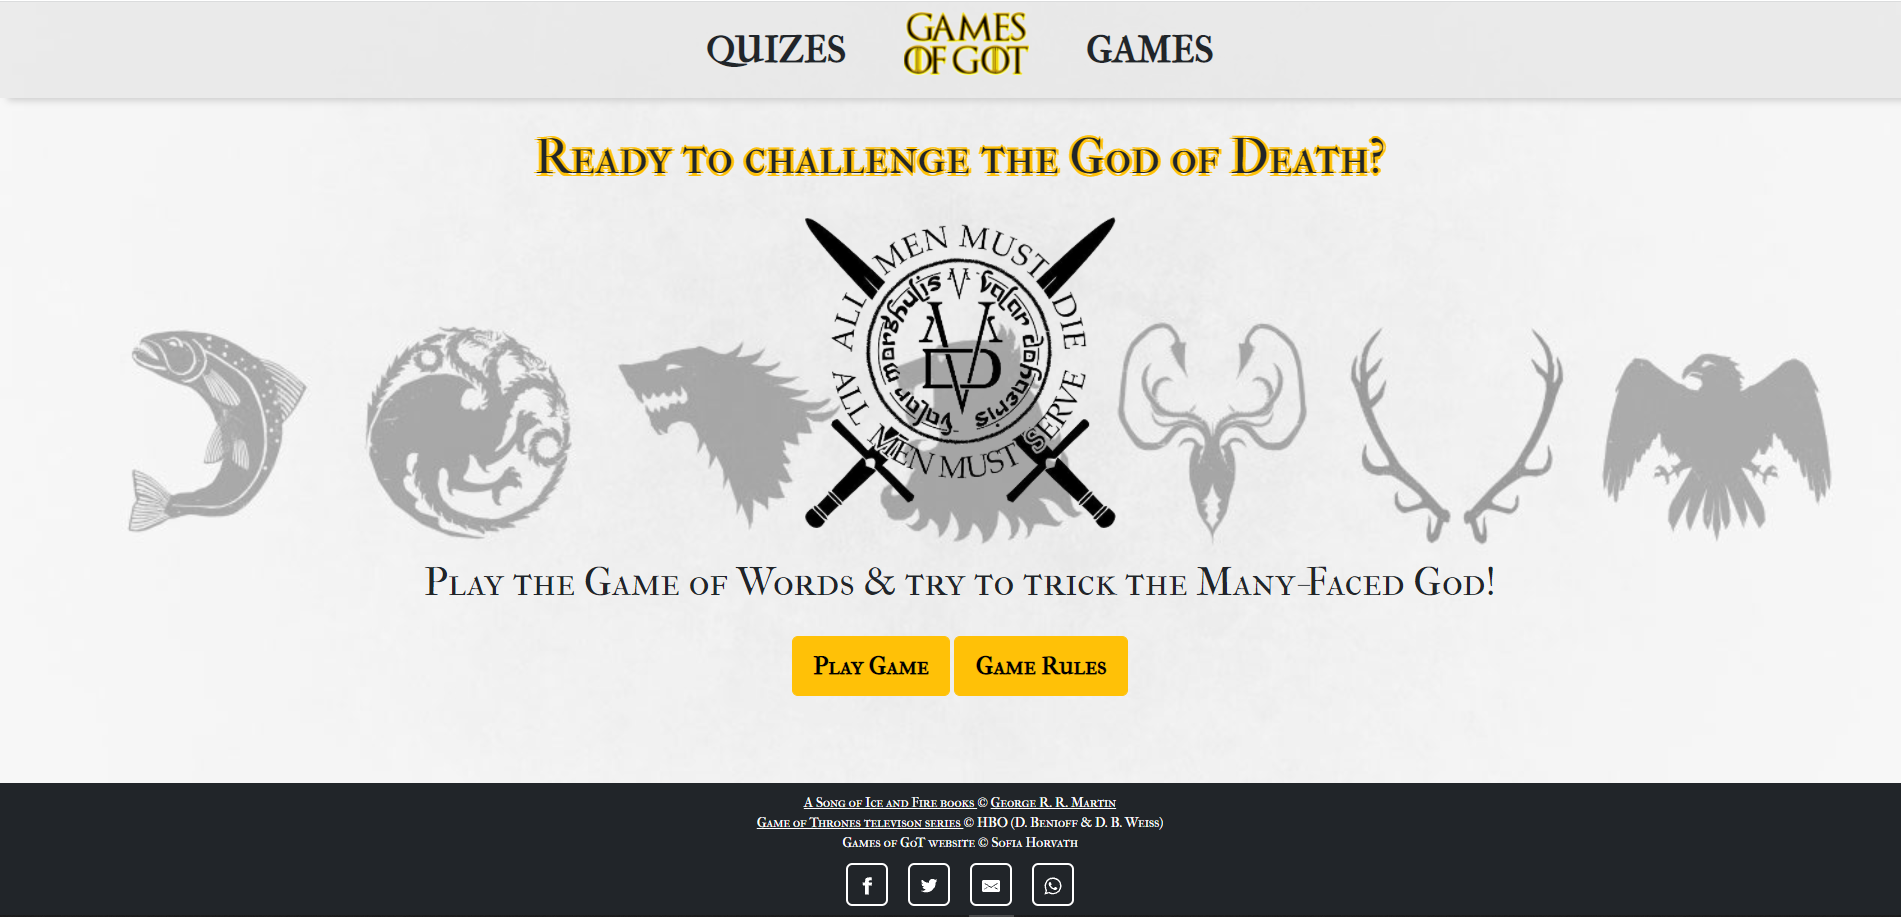 QUIZES
GAMES
OF GOT
GAMES
Ready to challenge the God of Death?
ALL MEN MUST DIE
valar morghulis
valar dohaeris
VD
ALL MEN MUST SERVE
Play the Game of Words & try to trick the Many-Faced God!
Play Game
Game Rules
A Song of Ice and Fire books © George R. R. Martin
Game of Thrones televison series © HBO (D. Benioff & D. B. Weiss)
Games of GoT website © Sofia Horvath